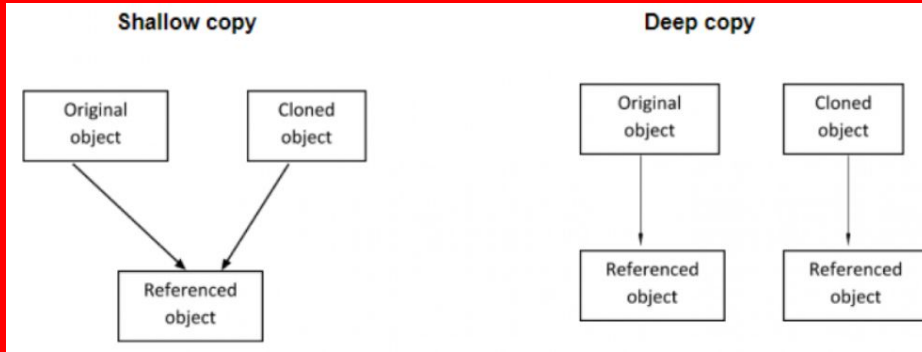 Shallow copy
Deep copy
Original
object
Cloned
object
Original
object
Cloned
object
Referenced
object
Referenced
object
Referenced
object